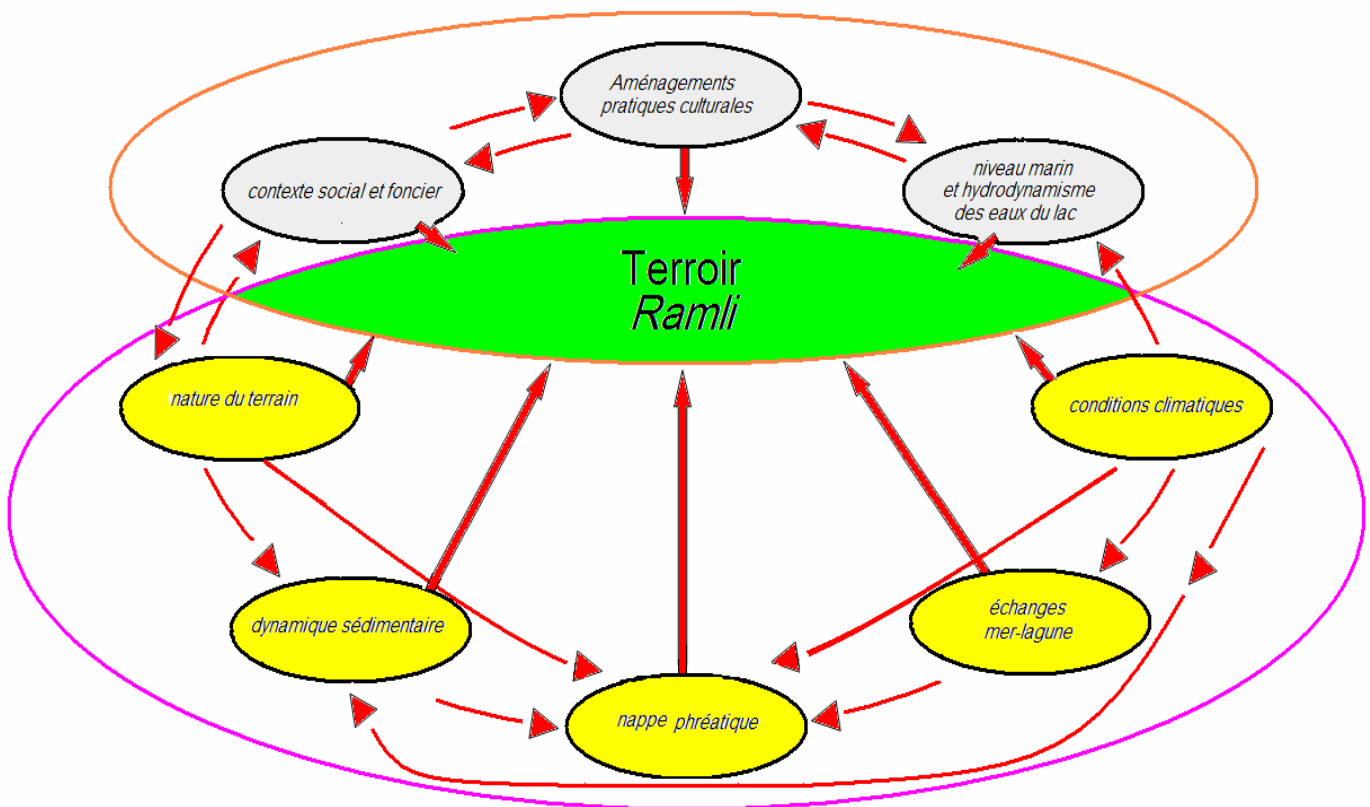 Aménagements
pratiques culturales
contexte social et foncier
niveau marin
et hydrodynamisme
des eaux du lac
Terroir
Ramli
nature du terrain
conditions climatiques
dynamique sédimentaire
échanges
mer-lagune
nappe phréatique